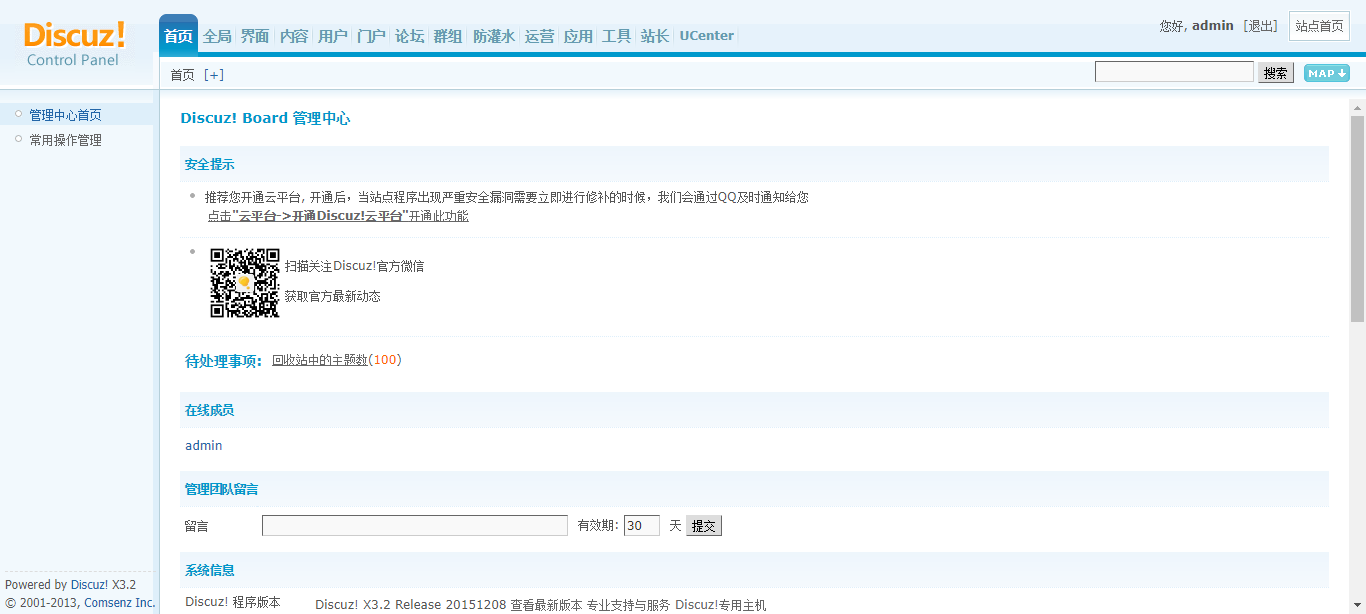 Discuz!
Control Panel
首页 全局 界面 内容 用户 门户 论坛 群组 防灌水 运营 应用 工具 站长 UCenter
您好, admin [退出] 站点首页
首页 [+]
搜索 MAP
管理中心首页
常用操作管理
Discuz! Board 管理中心
安全提示
推荐您开通云平台, 开通后，当站点程序出现严重安全漏洞需要立即进行修补的时候，我们会通过QQ及时通知给您
点击"云平台->开通Discuz!云平台"开通此功能
扫描关注Discuz!官方微信
获取官方最新动态
待处理事项: 回收站中的主题数(100)
在线成员
admin
管理团队留言
留言 有效期: 30 天 提交
系统信息
Discuz! 程序版本 Discuz! X3.2 Release 20151208 查看最新版本 专业支持与服务 Discuz!专用主机
Powered by Discuz! X3.2
© 2001-2013, Comsenz Inc.